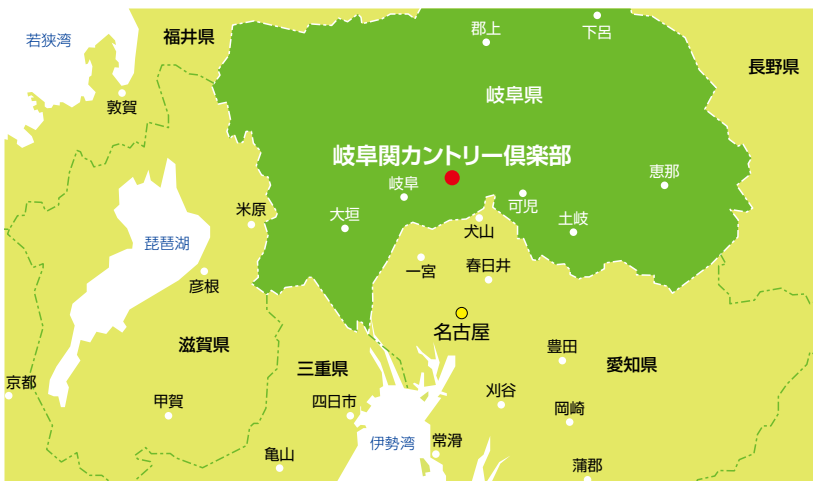 若狭湾
福井県
郡上
下呂
長野県
敦賀
岐阜県
岐阜関カントリー倶楽部
岐阜
恵那
可児
米原
大垣
犬山
土岐
琵琶湖
一宮
春日井
彦根
名古屋
滋賀県
豊田
三重県
愛知県
京都
甲賀
四日市
刈谷
岡崎
伊勢湾
常滑
亀山
蒲郡